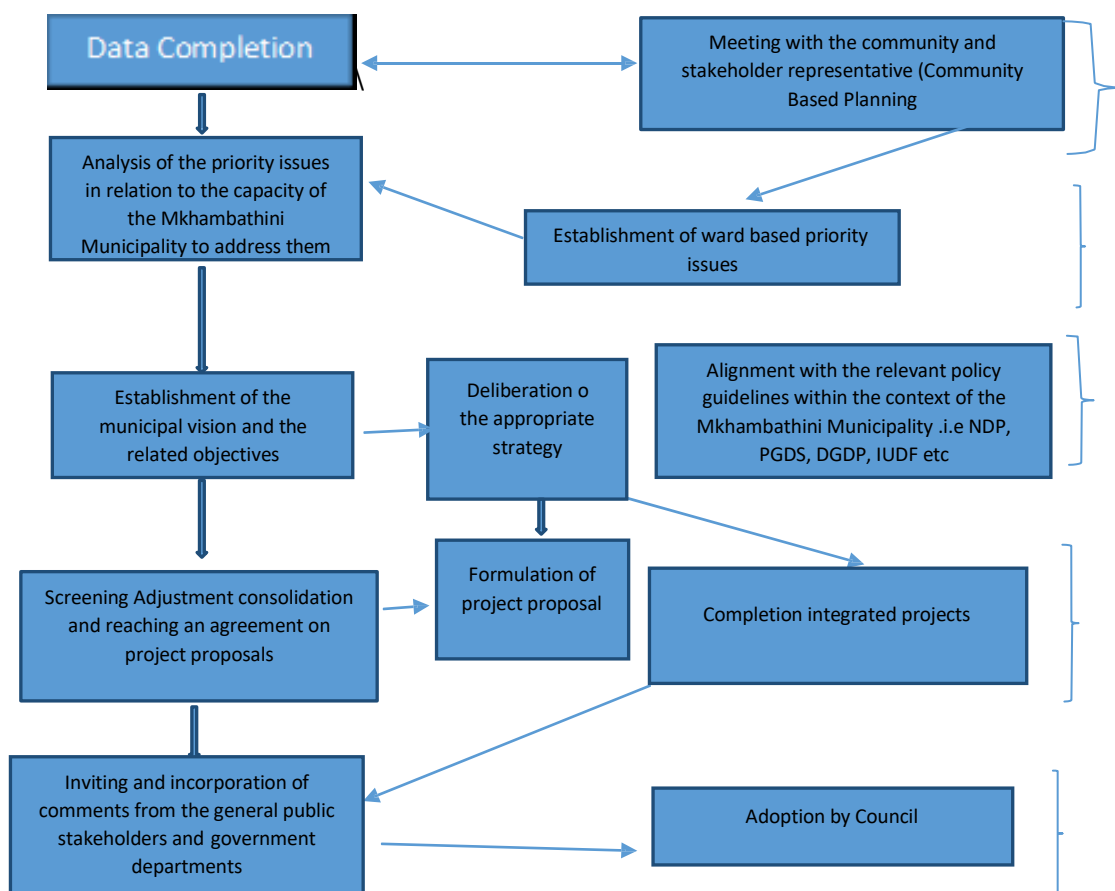 Data Completion
Meeting with the community and
stakeholder representative (Community
Based Planning
Analysis of the priority issues
in relation to the capacity of
the Mkhambathini
Municipality to address them
Establishment of ward based priority
issues
Establishment of the
municipal vision and the
related objectives
Deliberation o
the appropriate
strategy
Alignment with the relevant policy
guidelines within the context of the
Mkhambathini Municipality .i.e NDP,
PGDS, DGDP, IUDF etc
Screening Adjustment consolidation
and reaching an agreement on
project proposals
Formulation of
project proposal
Completion integrated projects
Inviting and incorporation of
comments from the general public
stakeholders and government
departments
Adoption by Council